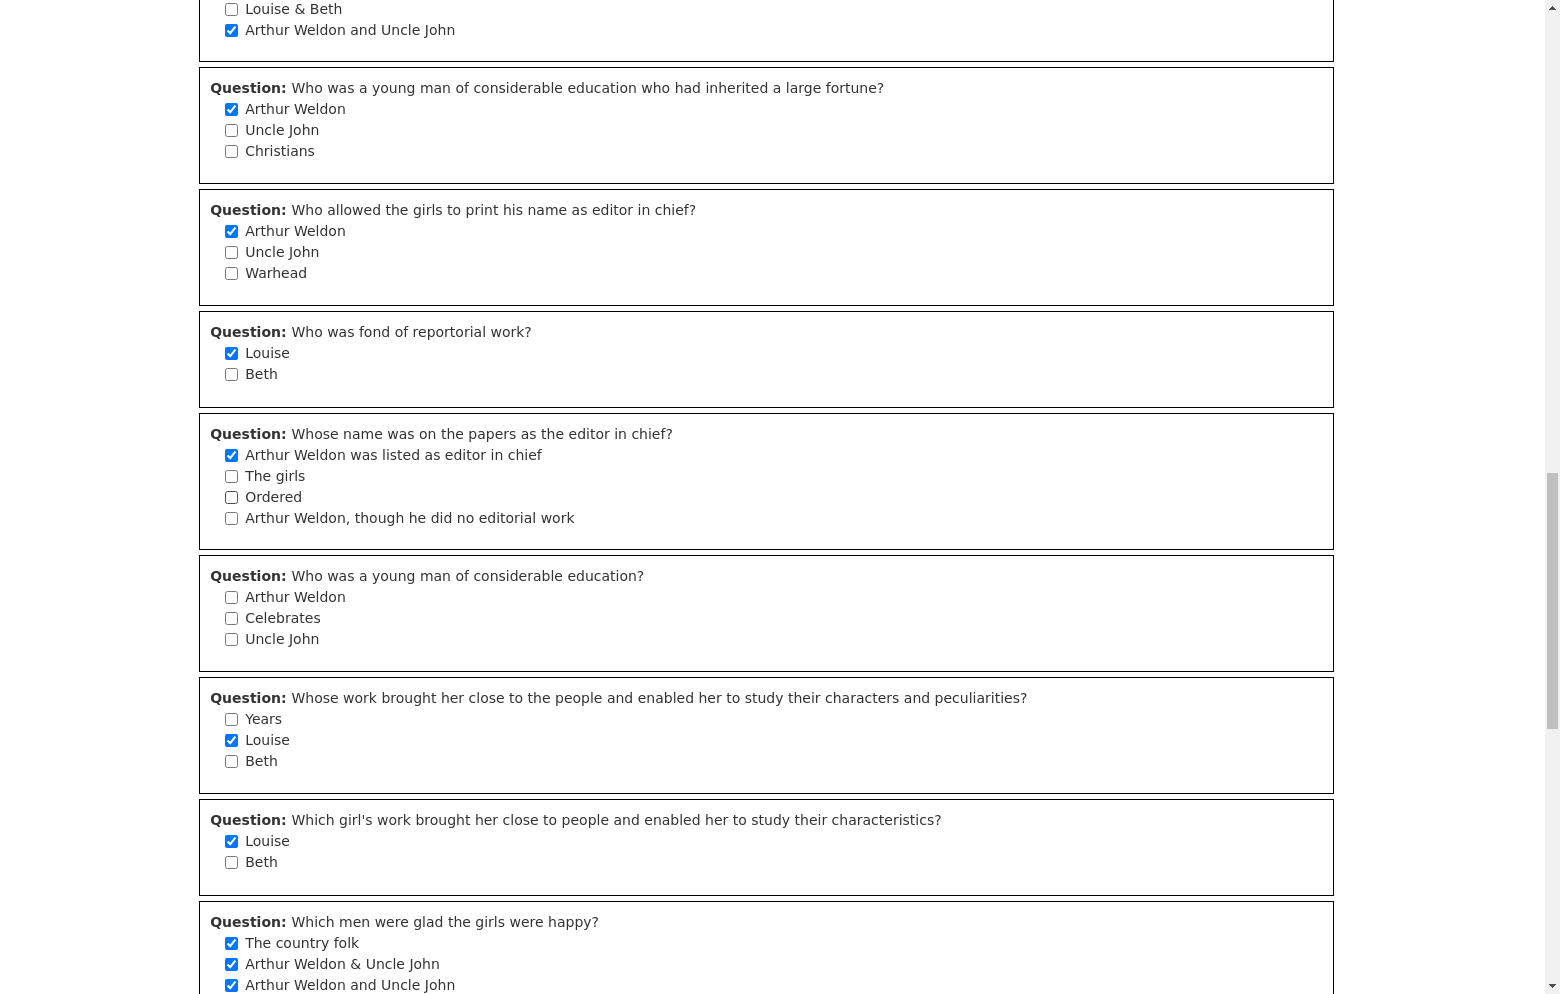 Louise & Beth
Arthur Weldon and Uncle John
Question: Who was a young man of considerable education who had inherited a large fortune?
Arthur Weldon
Uncle John
Christians
Question: Who allowed the girls to print his name as editor in chief?
Arthur Weldon
Uncle John
Warhead
Question: Who was fond of reportorial work?
Louise
Beth
Question: Whose name was on the papers as the editor in chief?
Arthur Weldon was listed as editor in chief
The girls
Ordered
Arthur Weldon, though he did no editorial work
Question: Who was a young man of considerable education?
Arthur Weldon
Celebrates
Uncle John
Question: Whose work brought her close to the people and enabled her to study their characters and peculiarities?
Years
Louise
Beth
Question: Which girl's work brought her close to people and enabled her to study their characteristics?
Louise
Beth
Question: Which men were glad the girls were happy?
The country folk
Arthur Weldon & Uncle John
Arthur Weldon and Uncle John